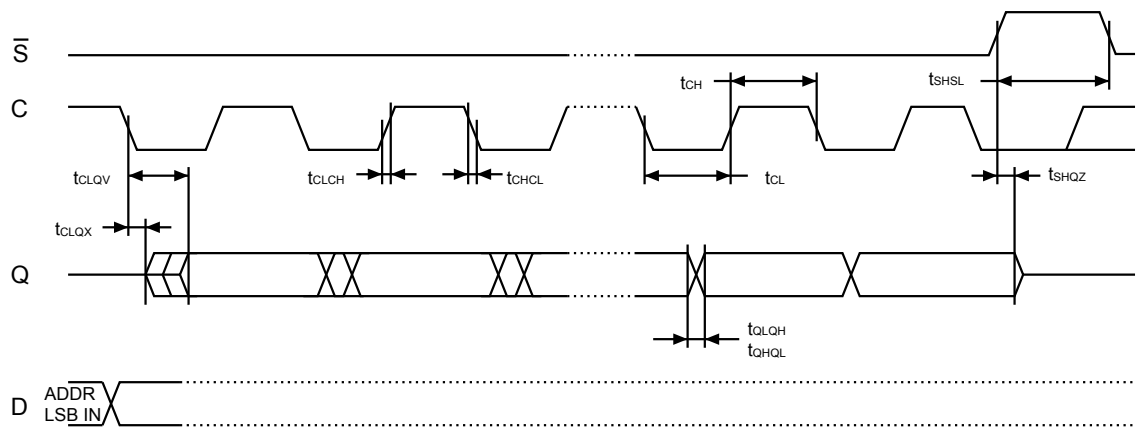 S̅
tCH
tSHSL
C
tCLQV
tCLCH
tCHCL
tCL
tSHQZ
tCLQX
Q
tQLQH
tQHQL
D
ADDR
LSB IN